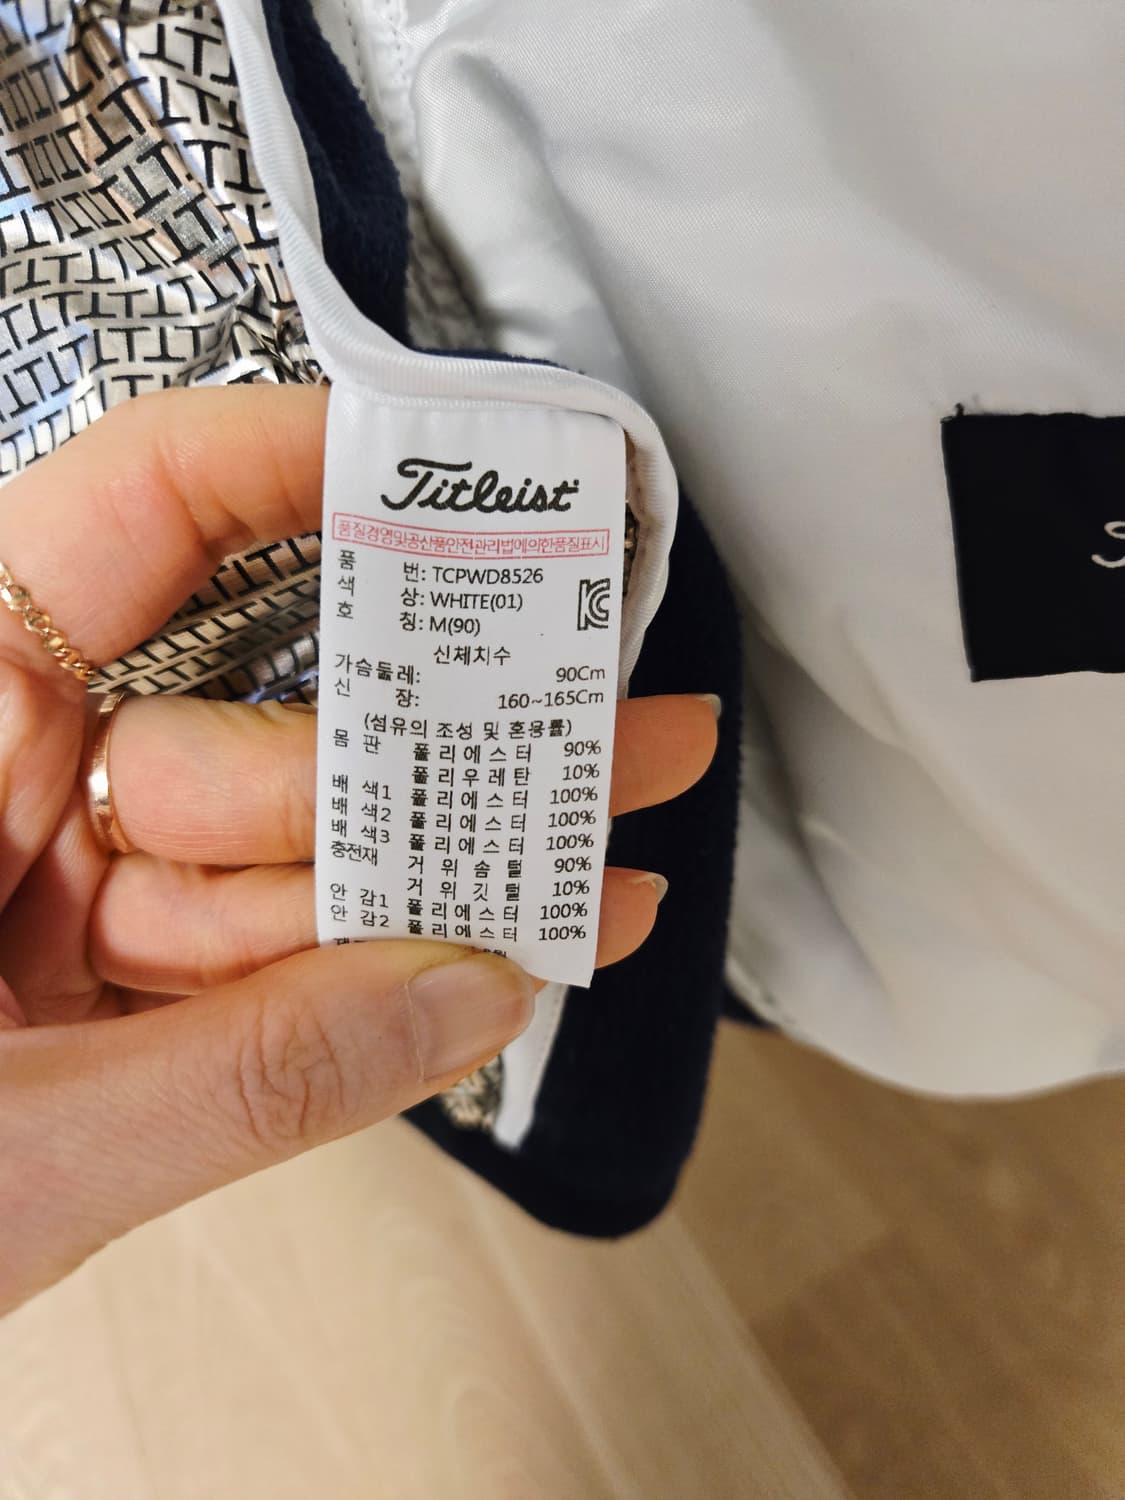 Titleist
품질경영및공산품안전관리법에의한품질표시
품 번: TCPWD8526
색 상: WHITE(01)
호 칭: M(90)
신체치수
가슴둘레: 90Cm
신 장: 160~165Cm
(섬유의 조성 및 혼용률)
몸 판 폴리에스터 90%
폴리우레탄 10%
배 색1 폴리에스터 100%
배 색2 폴리에스터 100%
배 색3 폴리에스터 100%
충전재 거위솜털 90%
거위깃털 10%
안 감1 폴리에스터 100%
안 감2 폴리에스터 100%